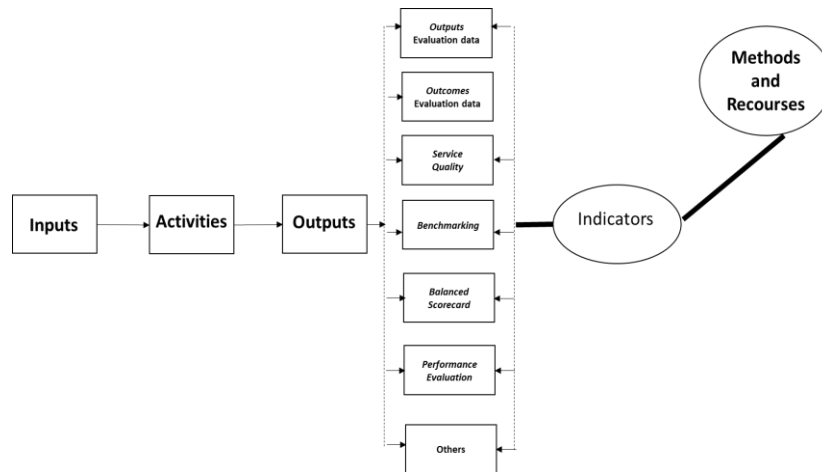 Outputs
Evaluation data
Methods
and
Recourses
Outcomes
Evaluation data
Service
Quality
Inputs
Activities
Outputs
Benchmarking
Indicators
Balanced
Scorecard
Performance
Evaluation
Others